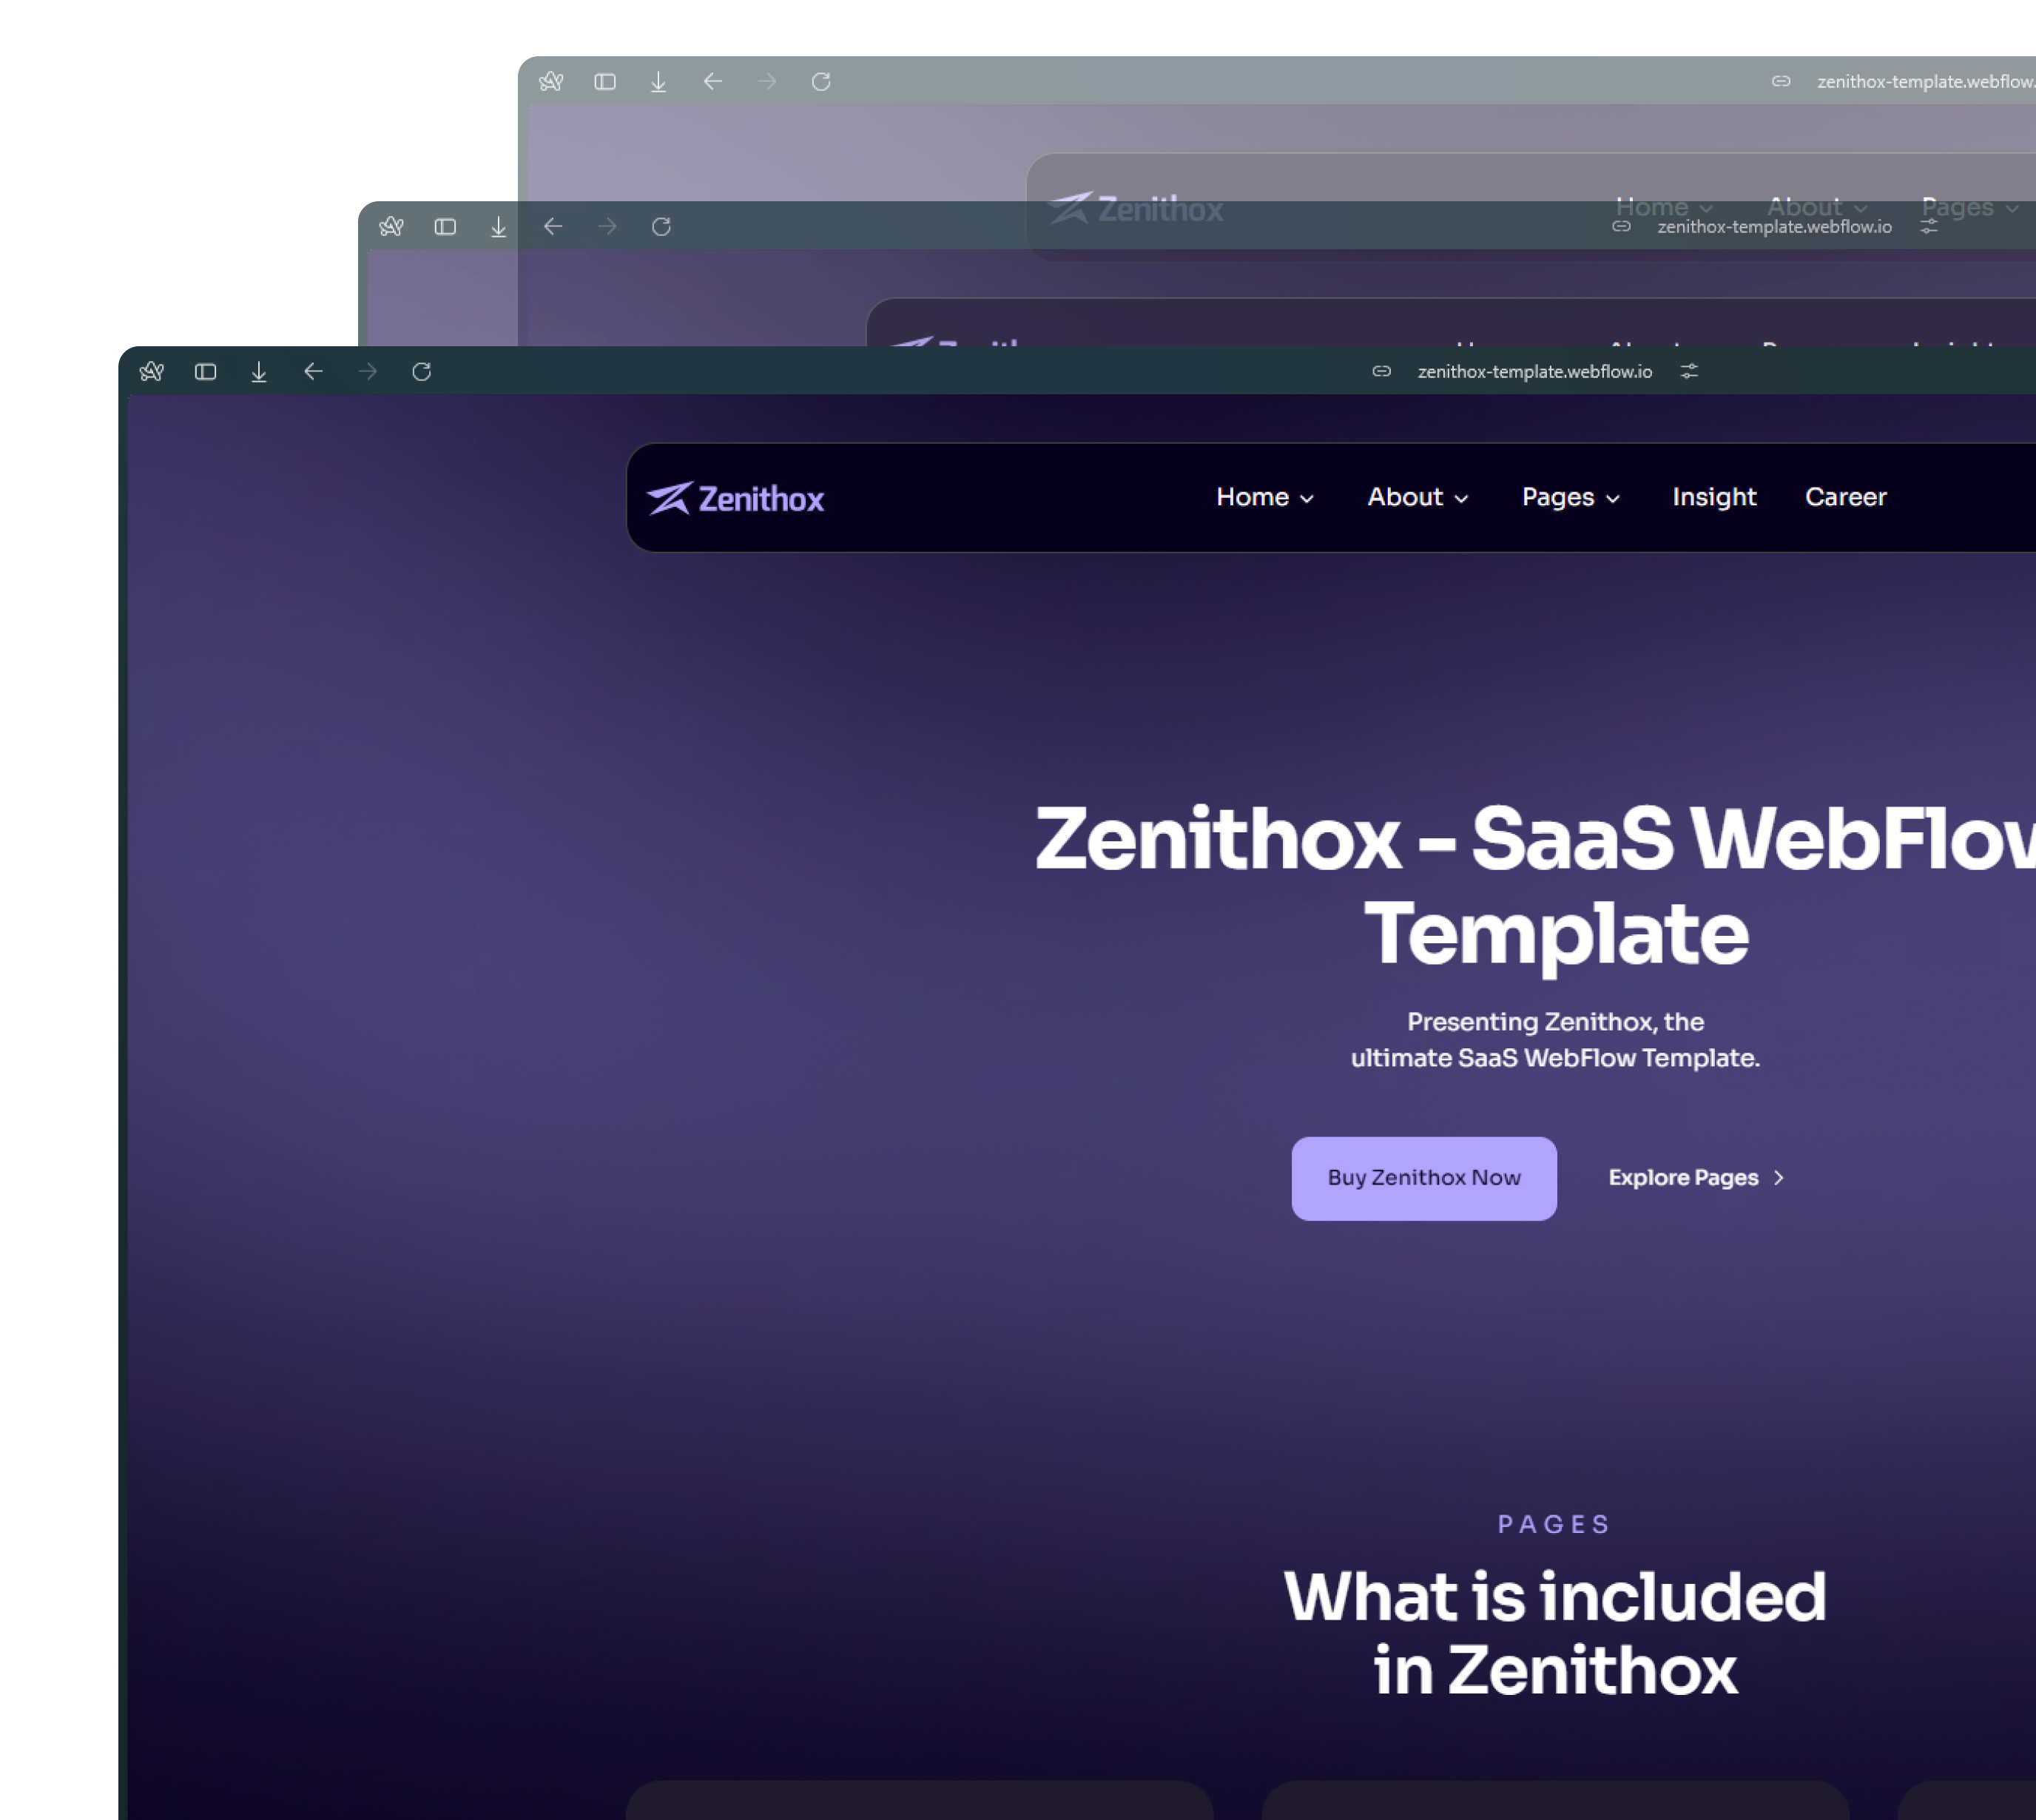 zenithox-template.webflow.
Zenithox
Home
About
Pages
zenithox-template.webflow.io
zenithox-template.webflow.io
Zenithox
Home
About
Pages
Insight
Career
Zenithox - SaaS WebFlow
Template
Presenting Zenithox, the
ultimate SaaS WebFlow Template.
Buy Zenithox Now
Explore Pages
PAGES
What is included
in Zenithox